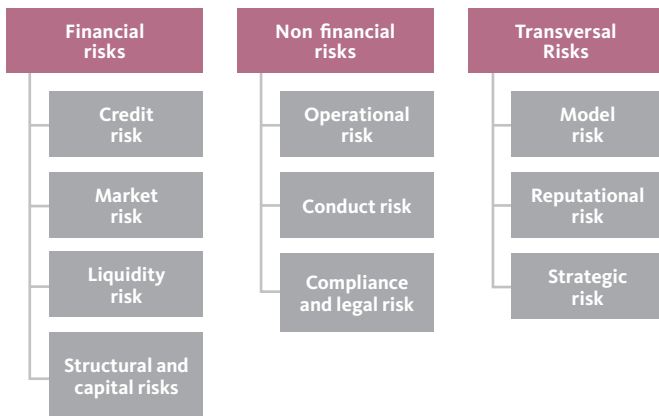 Financial
risks
Credit
risk
Market
risk
Liquidity
risk
Structural and
capital risks
Non financial
risks
Operational
risk
Conduct risk
Compliance
and legal risk
Transversal
Risks
Model
risk
Reputational
risk
Strategic
risk